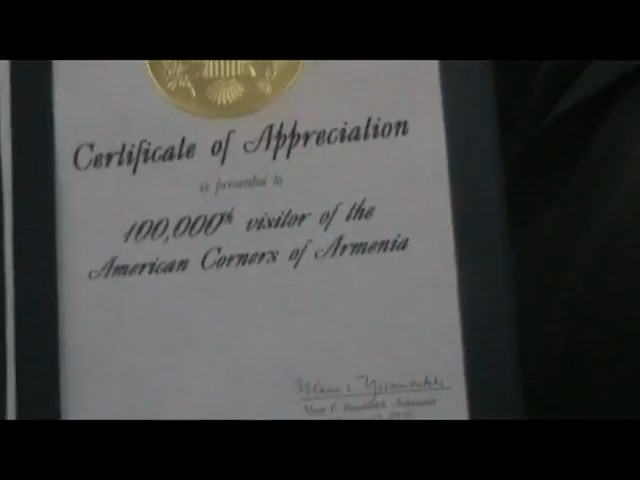 Certificate of Appreciation
is presented to
100,000th visitor of the
American Corners of Armenia